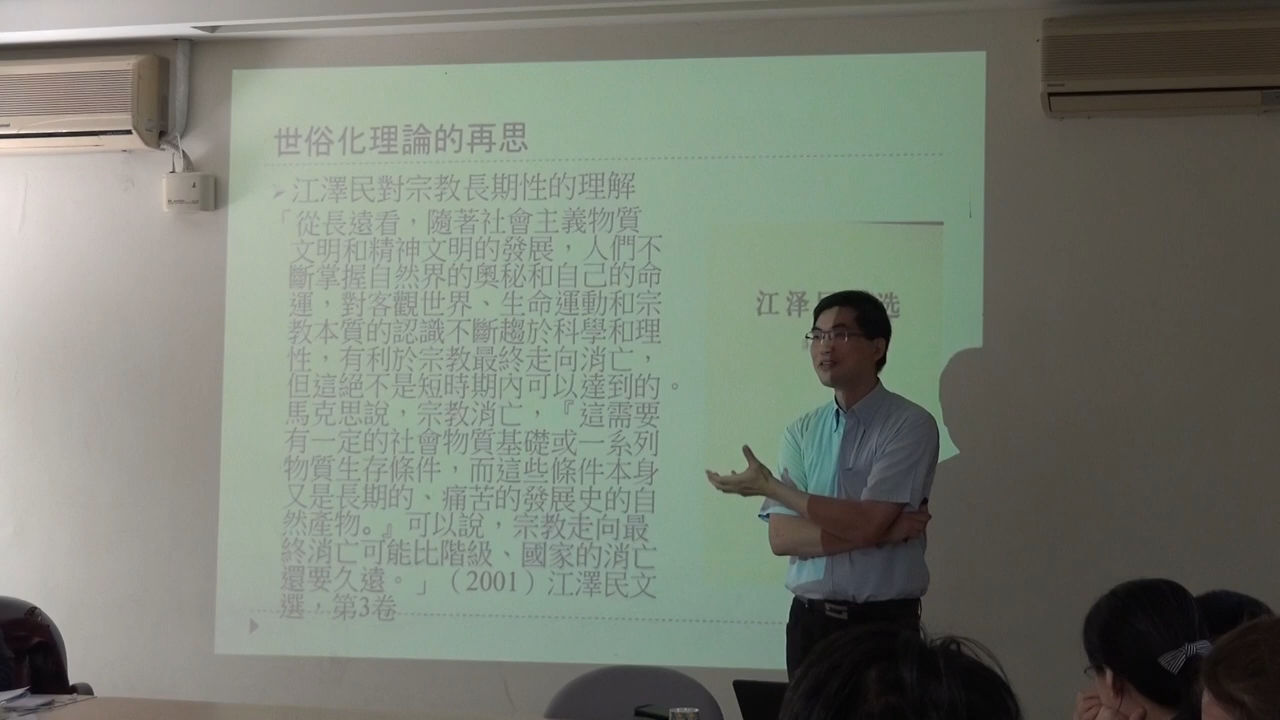 世俗化理論的再思
江澤民對宗教長期性的理解
「從長遠看，隨著社會主義物質
文明和精神文明的發展，人們不
斷掌握自然界的奧秘和自己的命
運，對客觀世界、生命運動和宗
教本質的認識不斷趨於科學和理
性，有利於宗教最終走向消亡，
但這絕不是短時期內可以達到的。
馬克思說，宗教消亡，『這需要
有一定的社會物質基礎或一系列
物質生存條件，而這些條件本身
又是長期的、痛苦的發展史的自
然產物。』可以說，宗教走向最
終消亡可能比階級、國家的消亡
還要久遠。」（2001）江澤民文
選，第3卷
江泽 选